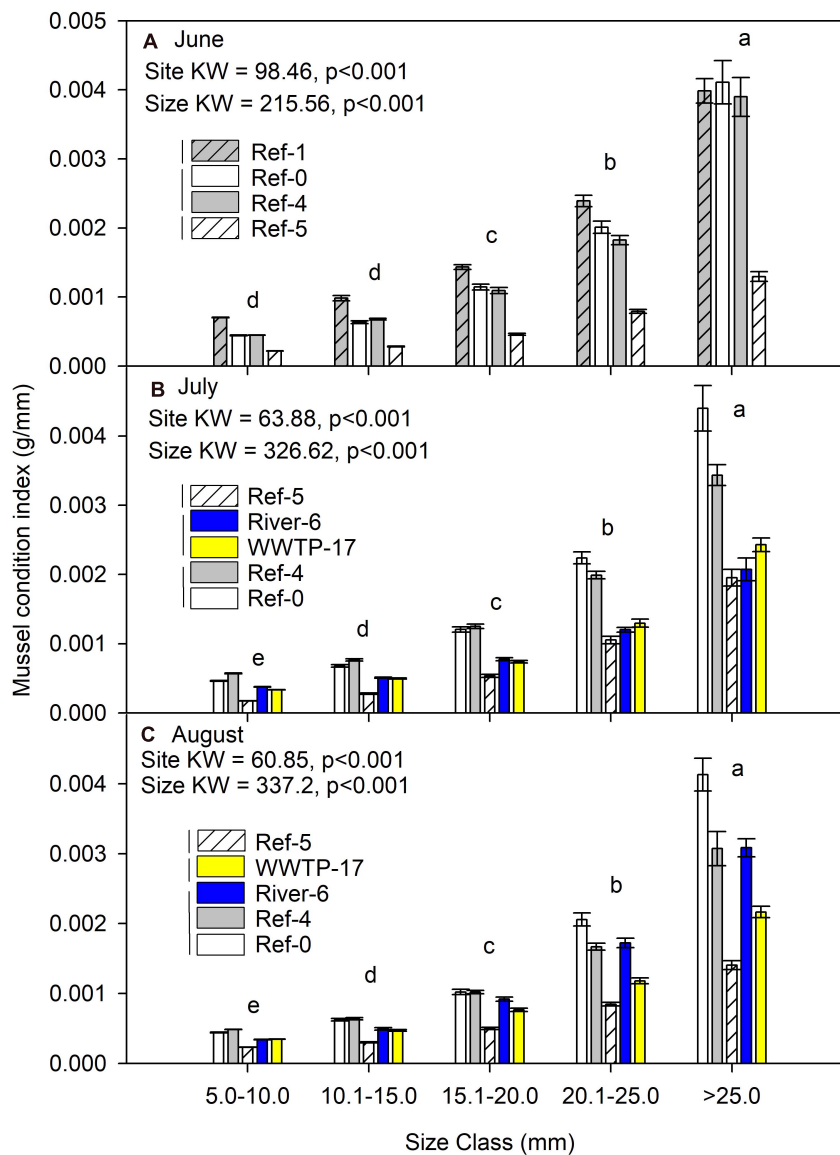 Mussel condition index (g/mm)
0.005
0.004
0.003
0.002
0.001
0.000
A June
Site KW = 98.46, p<0.001
Size KW = 215.56, p<0.001
Ref-1
Ref-0
Ref-4
Ref-5
d
d
c
b
a
0.004
0.003
0.002
0.001
0.000
B July
Site KW = 63.88, p<0.001
Size KW = 326.62, p<0.001
Ref-5
River-6
WWTP-17
Ref-4
Ref-0
e
d
c
b
a
0.004
0.003
0.002
0.001
0.000
C August
Site KW = 60.85, p<0.001
Size KW = 337.2, p<0.001
Ref-5
WWTP-17
River-6
Ref-4
Ref-0
e
d
c
b
a
5.0-10.0 10.1-15.0 15.1-20.0 20.1-25.0 >25.0
Size Class (mm)